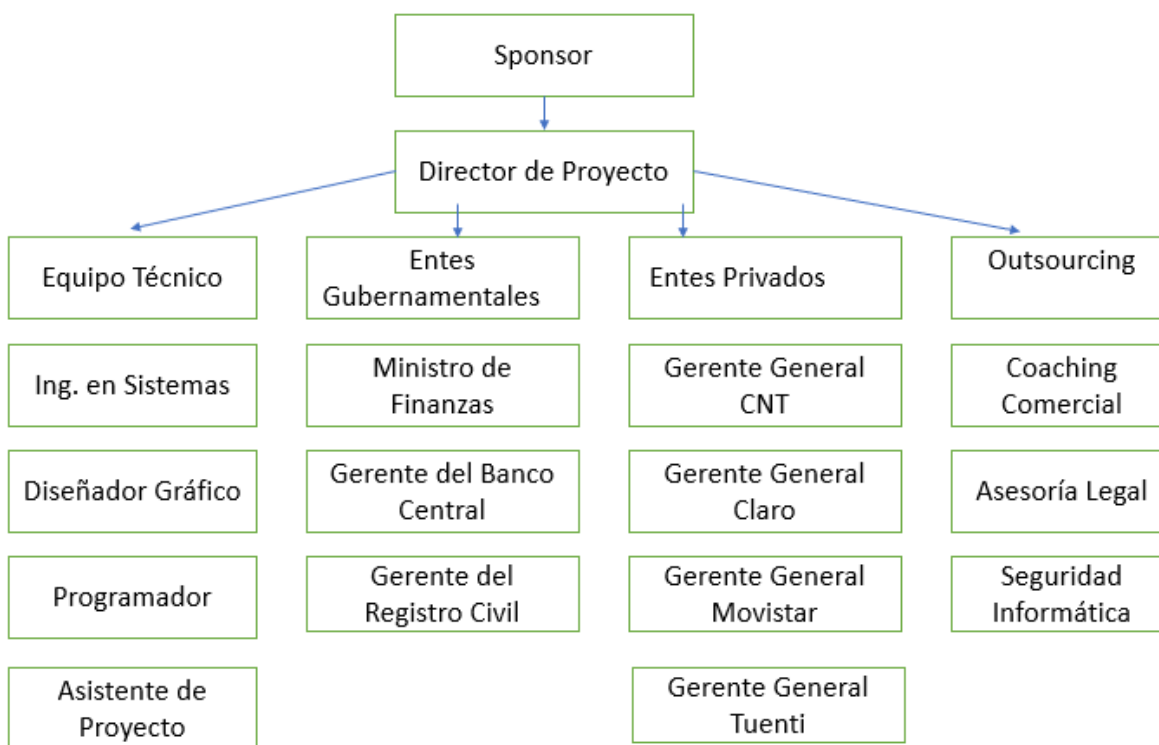 Sponsor
Director de Proyecto
Equipo Técnico
Entes
Gubernamentales
Entes Privados
Outsourcing
Ing. en Sistemas
Ministro de
Finanzas
Gerente General
CNT
Coaching
Comercial
Diseñador Gráfico
Gerente del Banco
Central
Gerente General
Claro
Asesoría Legal
Programador
Gerente del
Registro Civil
Gerente General
Movistar
Seguridad
Informática
Asistente de
Proyecto
Gerente General
Tuenti